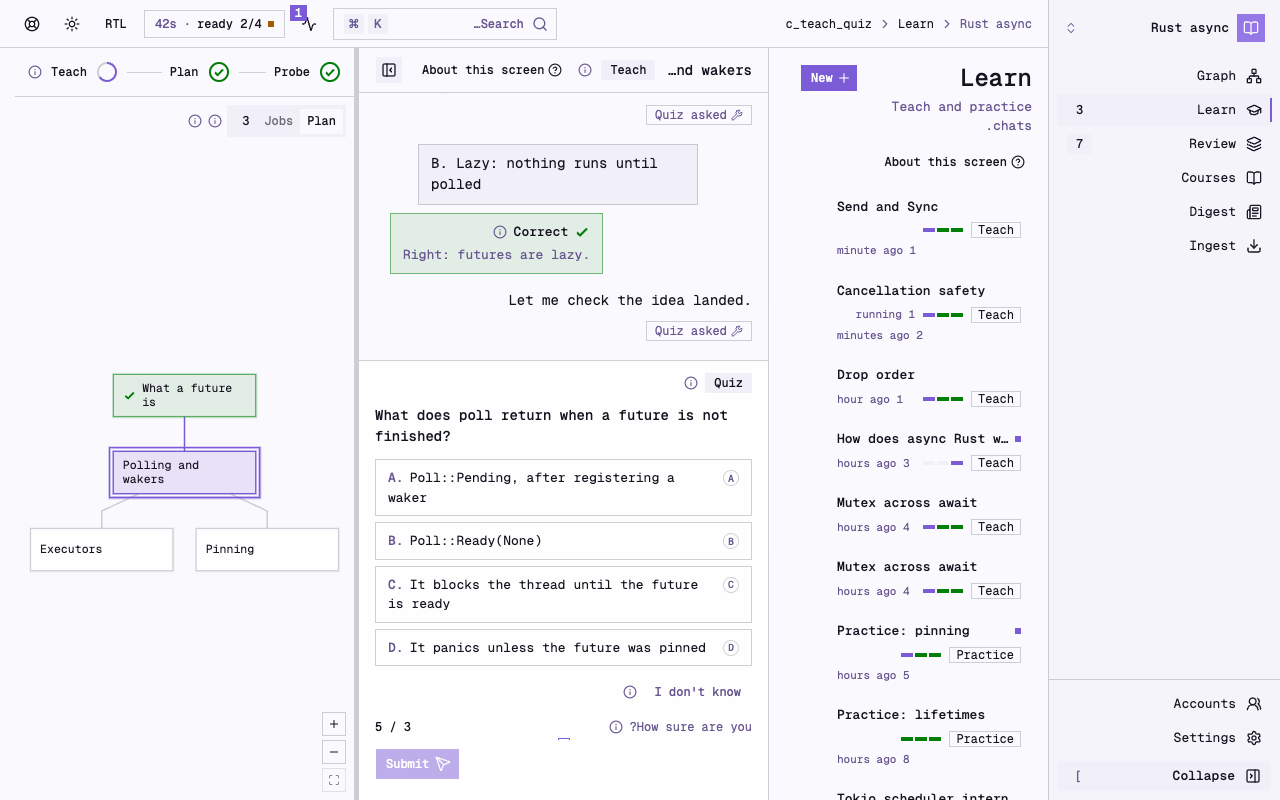 Rust async
Graph
Learn
3
Review
7
Courses
Digest
Ingest
Accounts
Settings
Collapse
[
c_teach_quiz
Learn
Rust async
…Search
⌘ K
1
42s · ready 2/4
RTL
Learn
New
Teach and practice
.chats
About this screen
Send and Sync
Teach
minute ago 1
Cancellation safety
Teach
running 1
minutes ago 2
Drop order
Teach
hour ago 1
How does async Rust w…
Teach
hours ago 3
Mutex across await
Teach
hours ago 4
Mutex across await
Teach
hours ago 4
Practice: pinning
Practice
hours ago 5
Practice: lifetimes
Practice
hours ago 8
Tokio scheduler intern
…nd wakers
Teach
About this screen
Quiz asked
B. Lazy: nothing runs until
polled
Correct
Right: futures are lazy.
Let me check the idea landed.
Quiz asked
Quiz
What does poll return when a future is not
finished?
A. Poll::Pending, after registering a
waker
A
B. Poll::Ready(None)
B
C. It blocks the thread until the future
is ready
C
D. It panics unless the future was pinned
D
I don't know
?How sure are you
5 / 3
Submit
Probe
Plan
Teach
Plan
Jobs
3
What a future
is
Polling and
wakers
Executors
Pinning